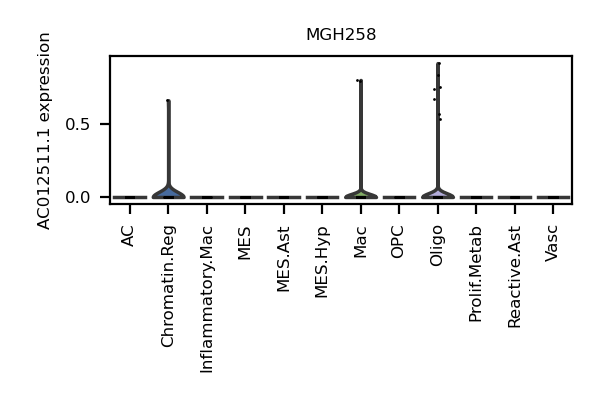 MGH258
AC012511.1 expression
0.5
0.0
AC
Chromatin.Reg
Inflammatory.Mac
MES
MES.Ast
MES.Hyp
Mac
OPC
Oligo
Prolif.Metab
Reactive.Ast
Vasc